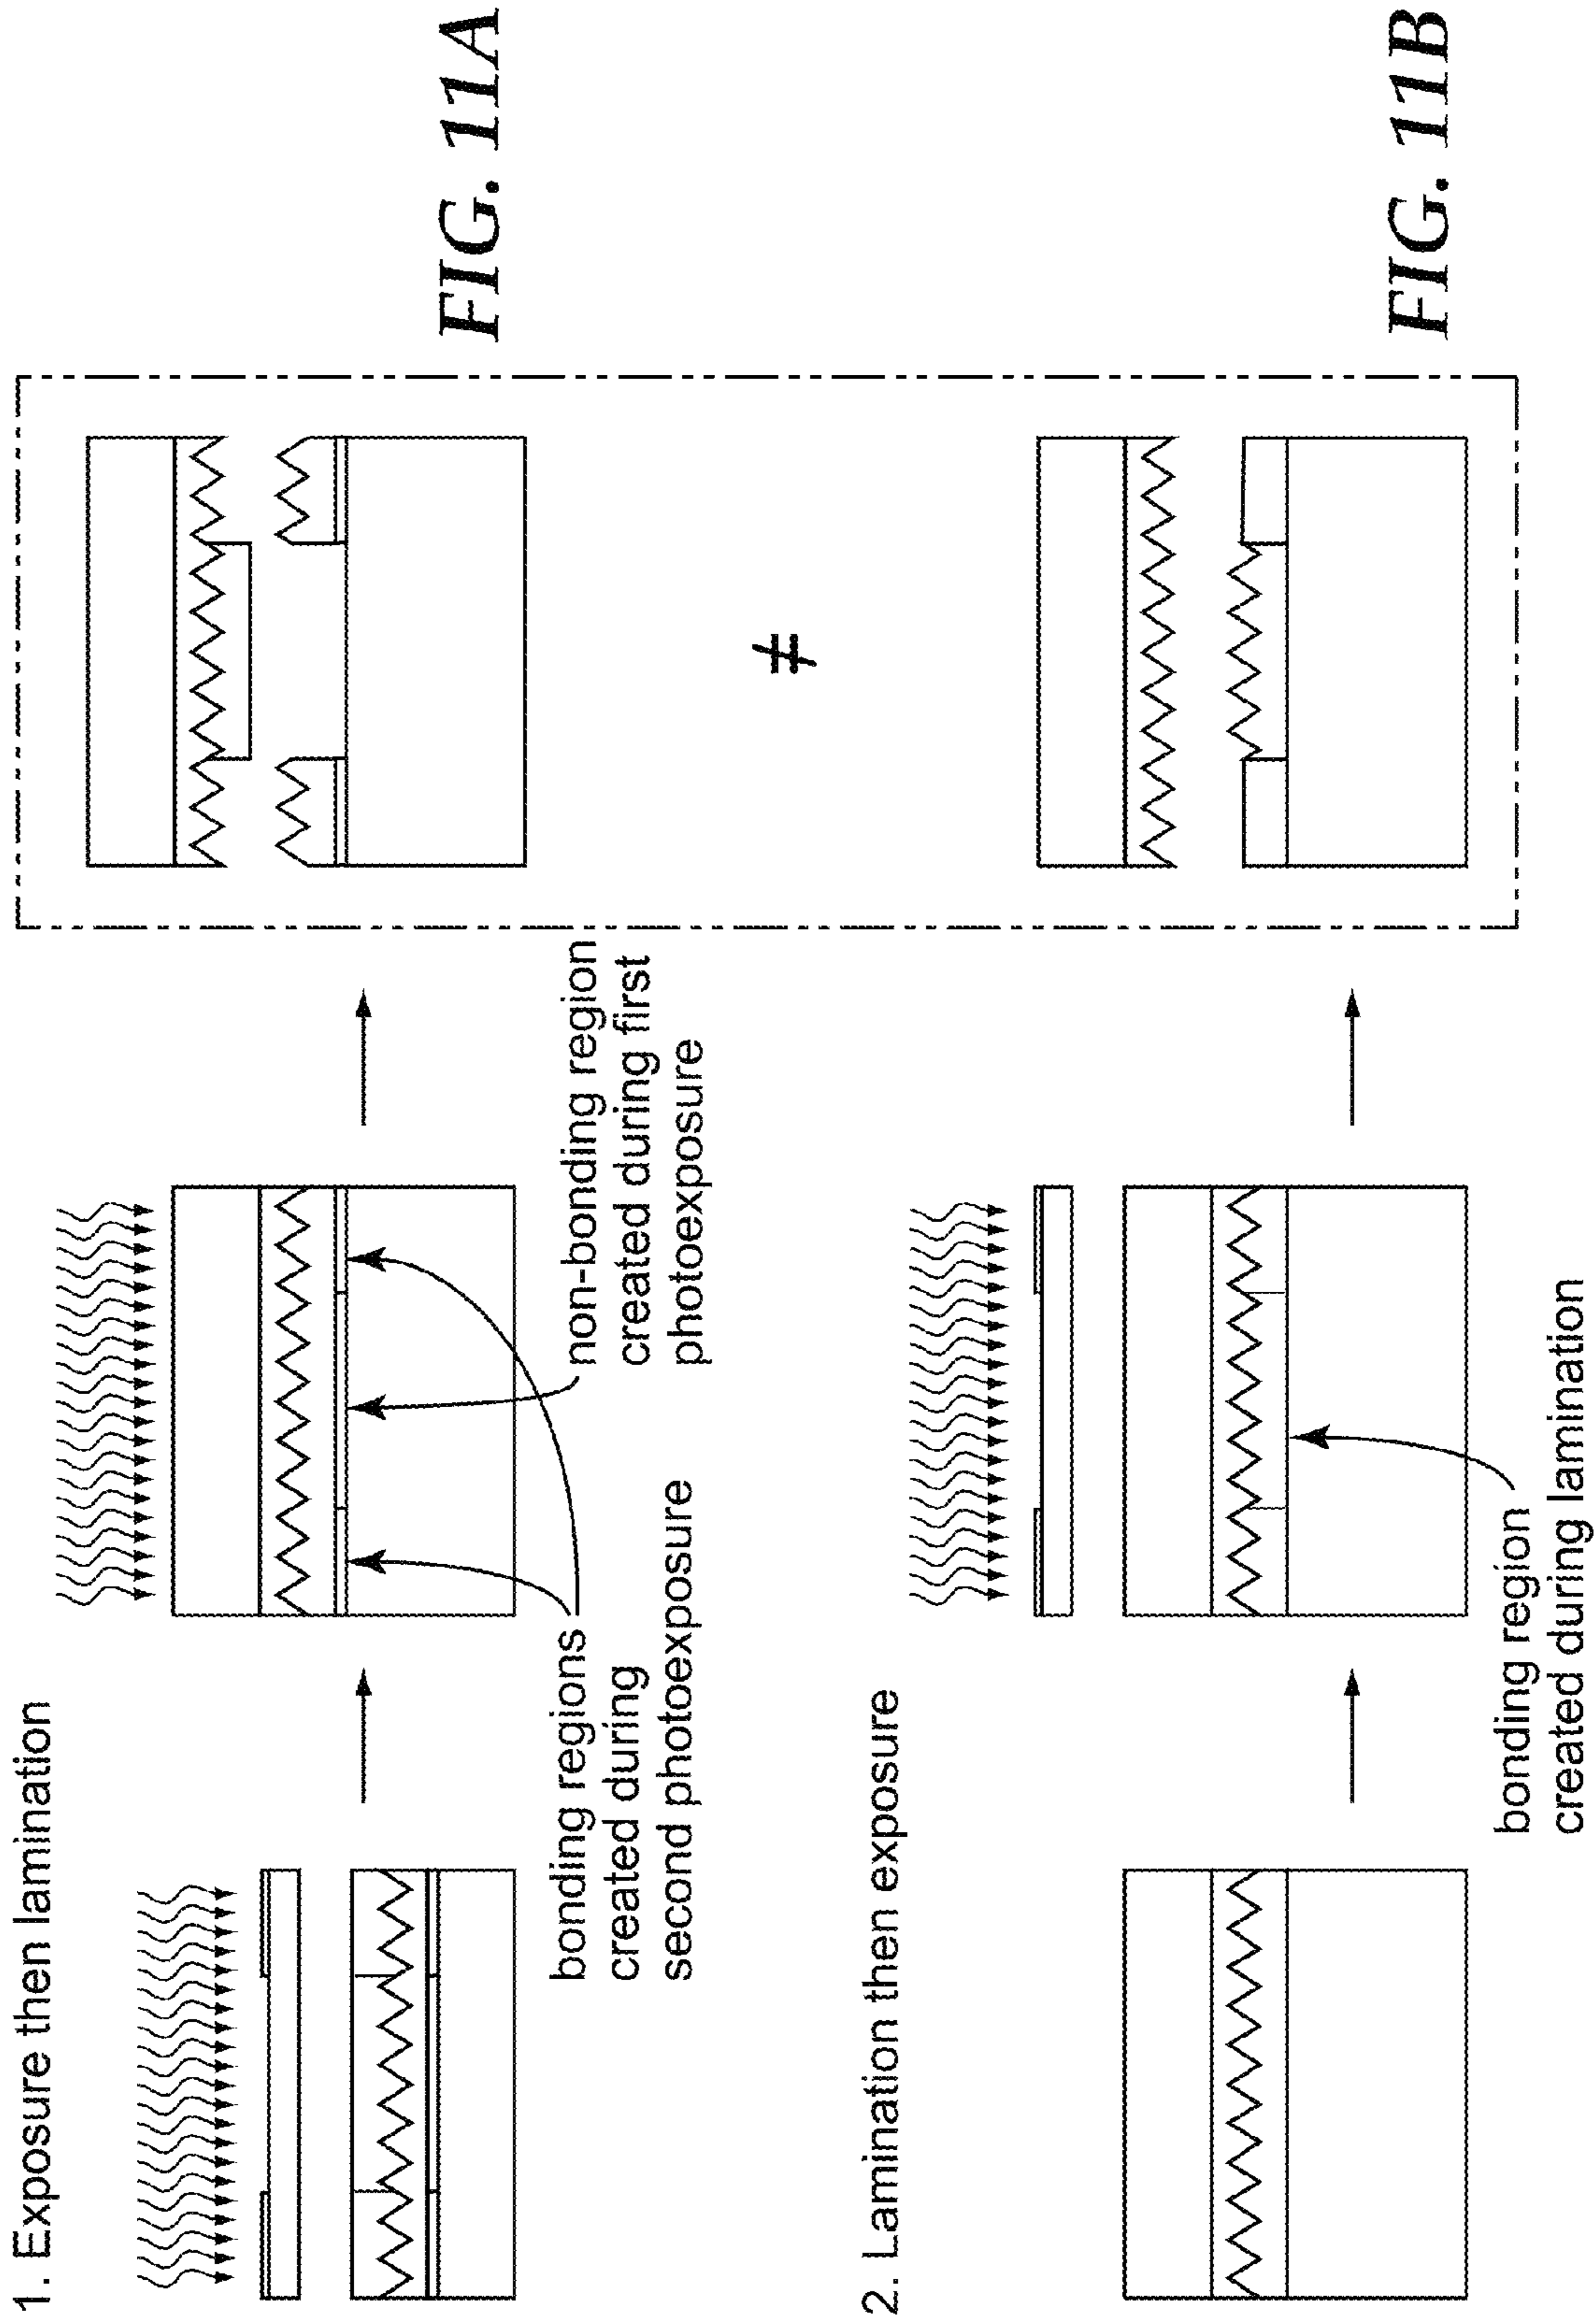 1. Exposure then lamination
bonding regions
created during
second photoexposure
non-bonding region
created during first
photoexposure
FIG. 11A
≠
2. Lamination then exposure
bonding region
created during lamination
FIG. 11B